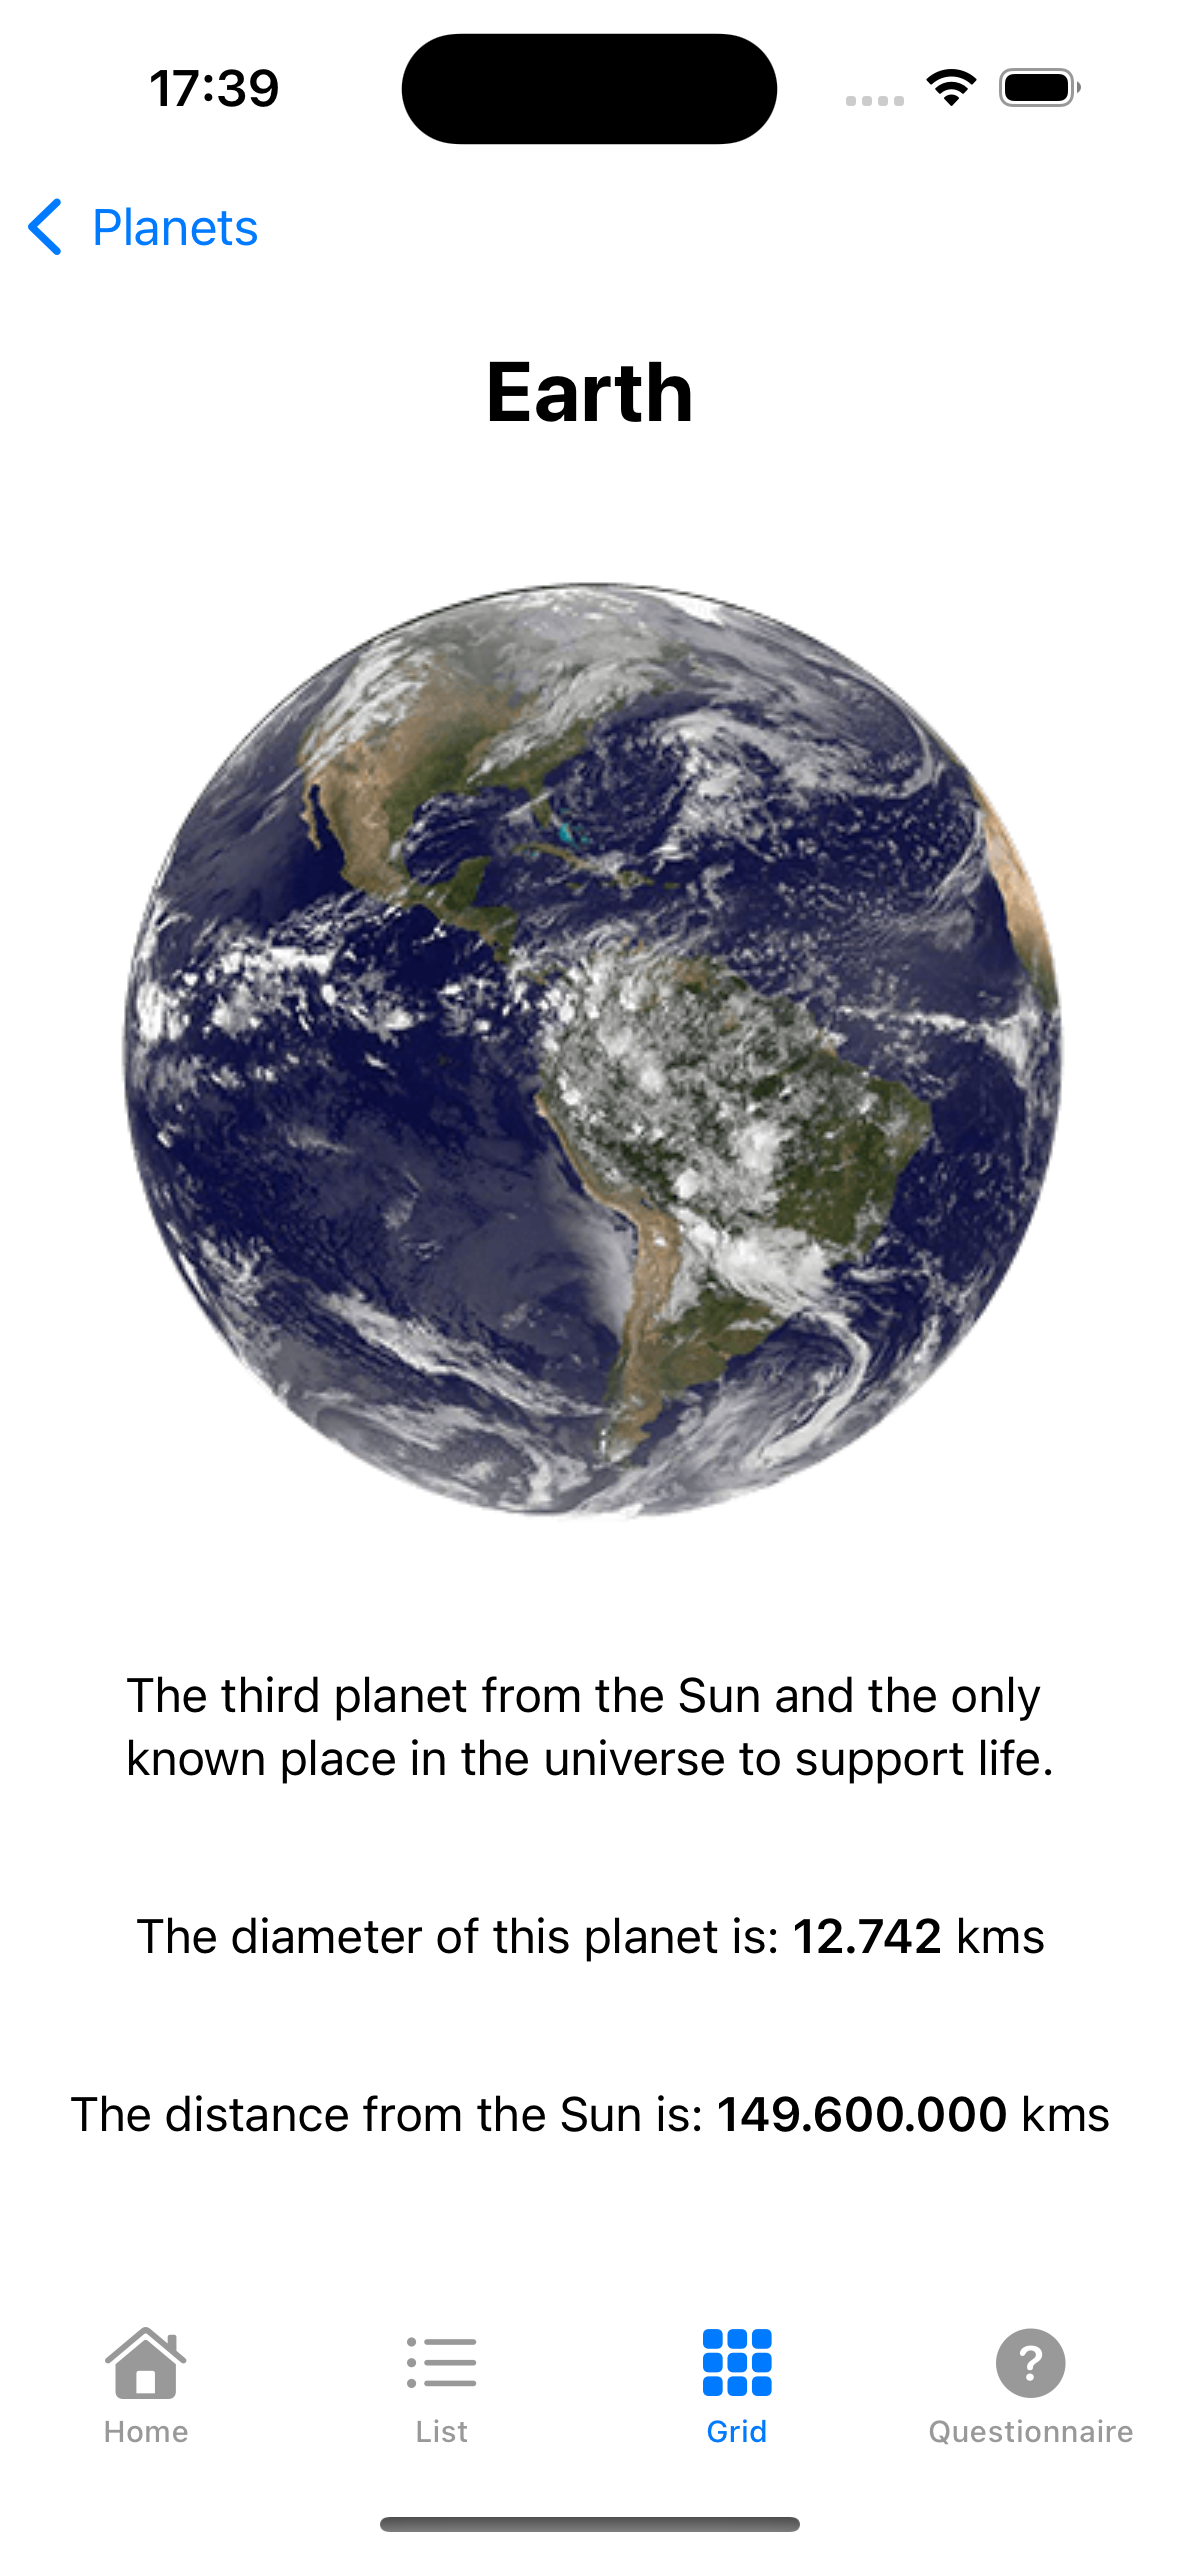 17:39
Planets
Earth
The third planet from the Sun and the only
known place in the universe to support life.
The diameter of this planet is: 12.742 kms
The distance from the Sun is: 149.600.000 kms
Home
List
Grid
?
Questionnaire